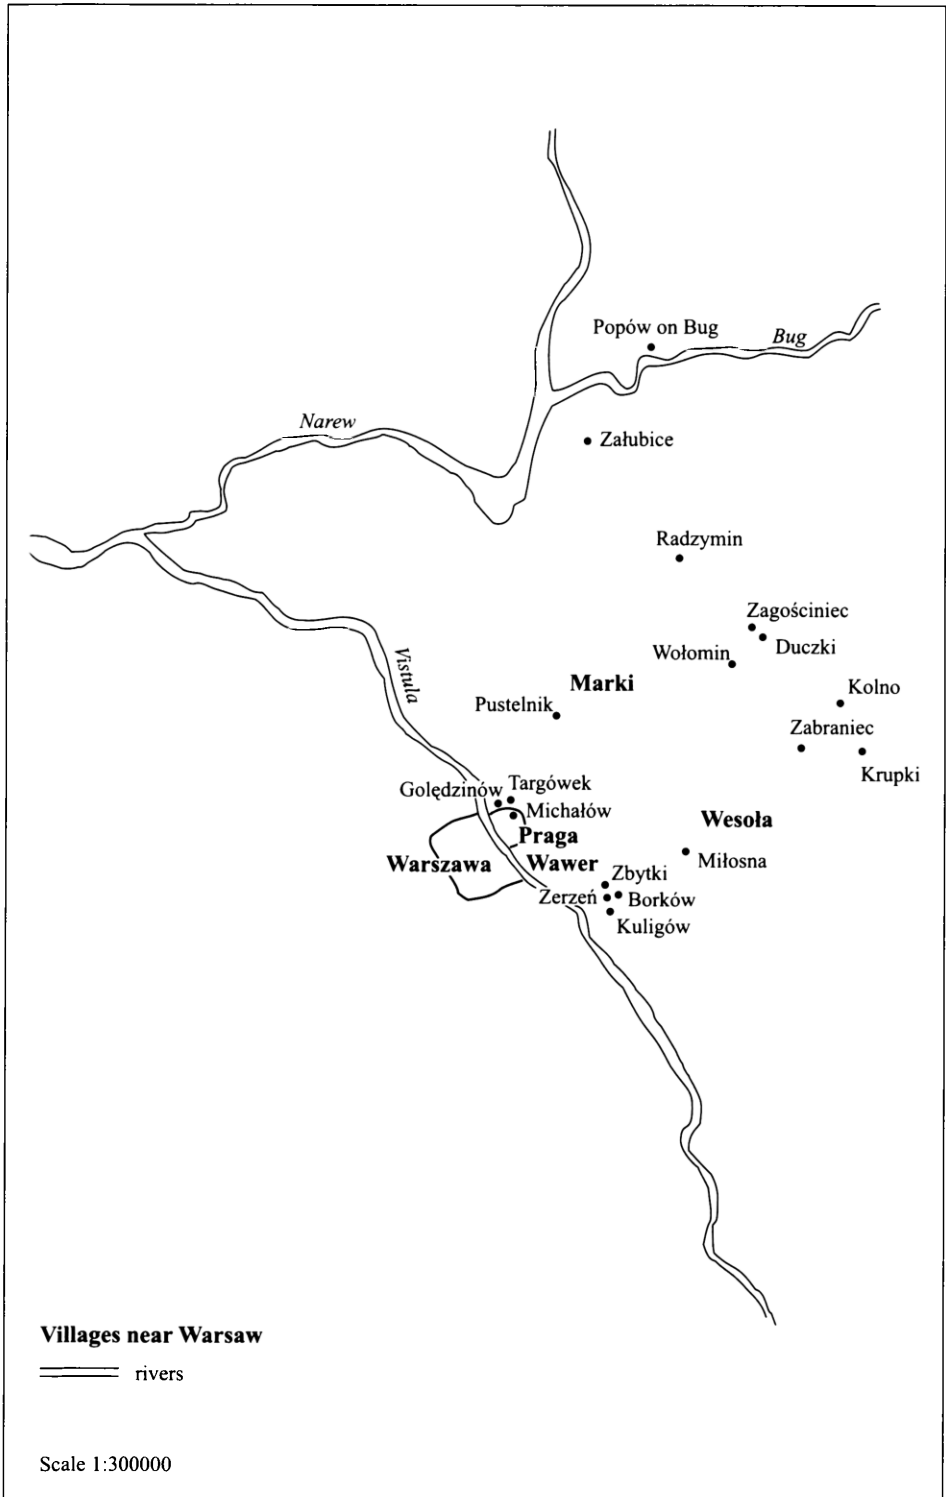 Popów on Bug
Bug
Narew
Załubice
Radzymin
Zagościniec
Duczki
Wołomin
Vistula
Marki
Kolno
Pustelnik
Zabraniec
Krupki
Targówek
Golędzinów
Michałów
Wesoła
Praga
Warszawa
Wawer
Miłosna
Zbytki
Zerzeń
Borków
Kuligów
Villages near Warsaw
rivers
Scale 1:300000